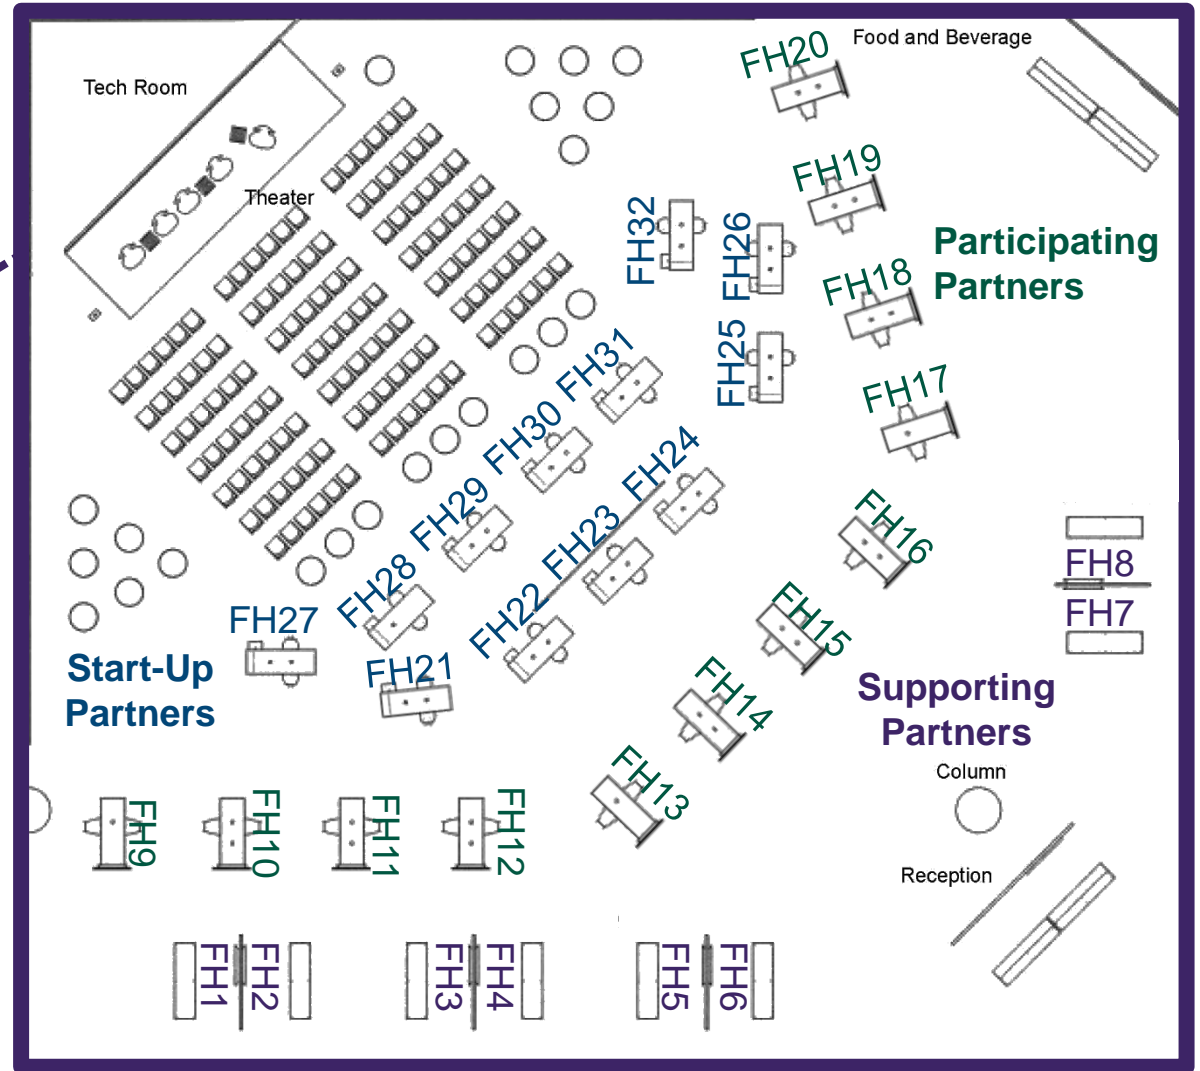 FH20
Food and Beverage
Tech Room
FH19
Theater
FH32
FH26
Participating
Partners
FH18
FH25
FH31
FH17
FH30
FH24
FH29
FH23
FH16
FH28
FH22
FH8
FH7
FH27
FH15
Start-Up
Partners
FH21
FH14
Supporting
Partners
Column
FH13
FH9
FH10
FH11
FH12
Reception
FH1
FH2
FH3
FH4
FH5
FH6